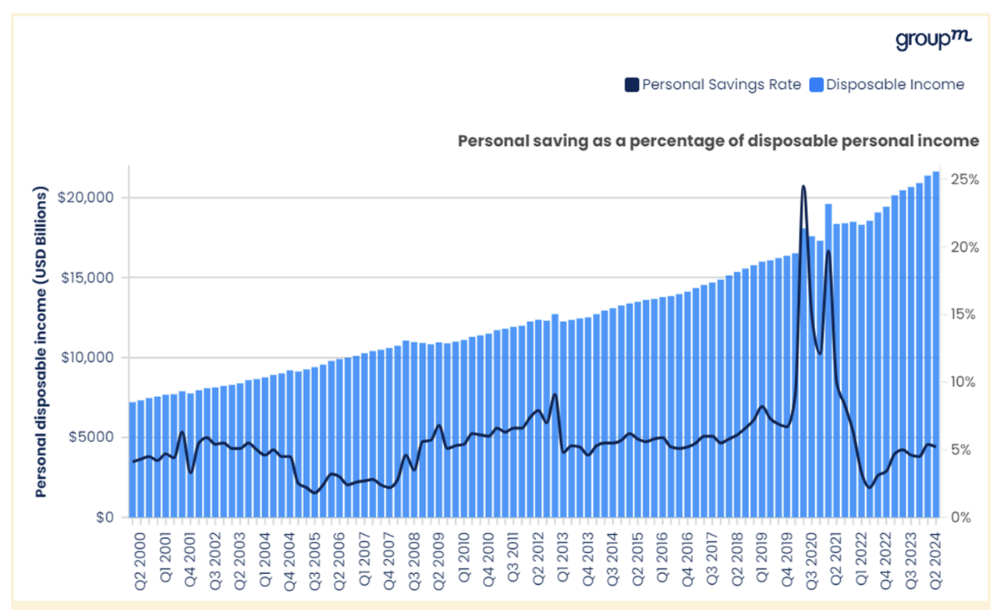 groupm
Personal Savings Rate
Disposable Income
Personal saving as a percentage of disposable personal income
Personal disposable income (USD Billions)
$20,000
$15,000
$10,000
$5000
$0
25%
20%
15%
10%
5%
0%
Q2 2000
Q1 2001
Q4 2001
Q3 2002
Q2 2003
Q1 2004
Q4 2004
Q3 2005
Q2 2006
Q1 2007
Q4 2007
Q3 2008
Q2 2009
Q1 2010
Q4 2010
Q3 2011
Q2 2012
Q1 2013
Q4 2013
Q3 2014
Q2 2015
Q1 2016
Q4 2016
Q3 2017
Q2 2018
Q1 2019
Q4 2019
Q3 2020
Q2 2021
Q1 2022
Q4 2022
Q3 2023
Q2 2024